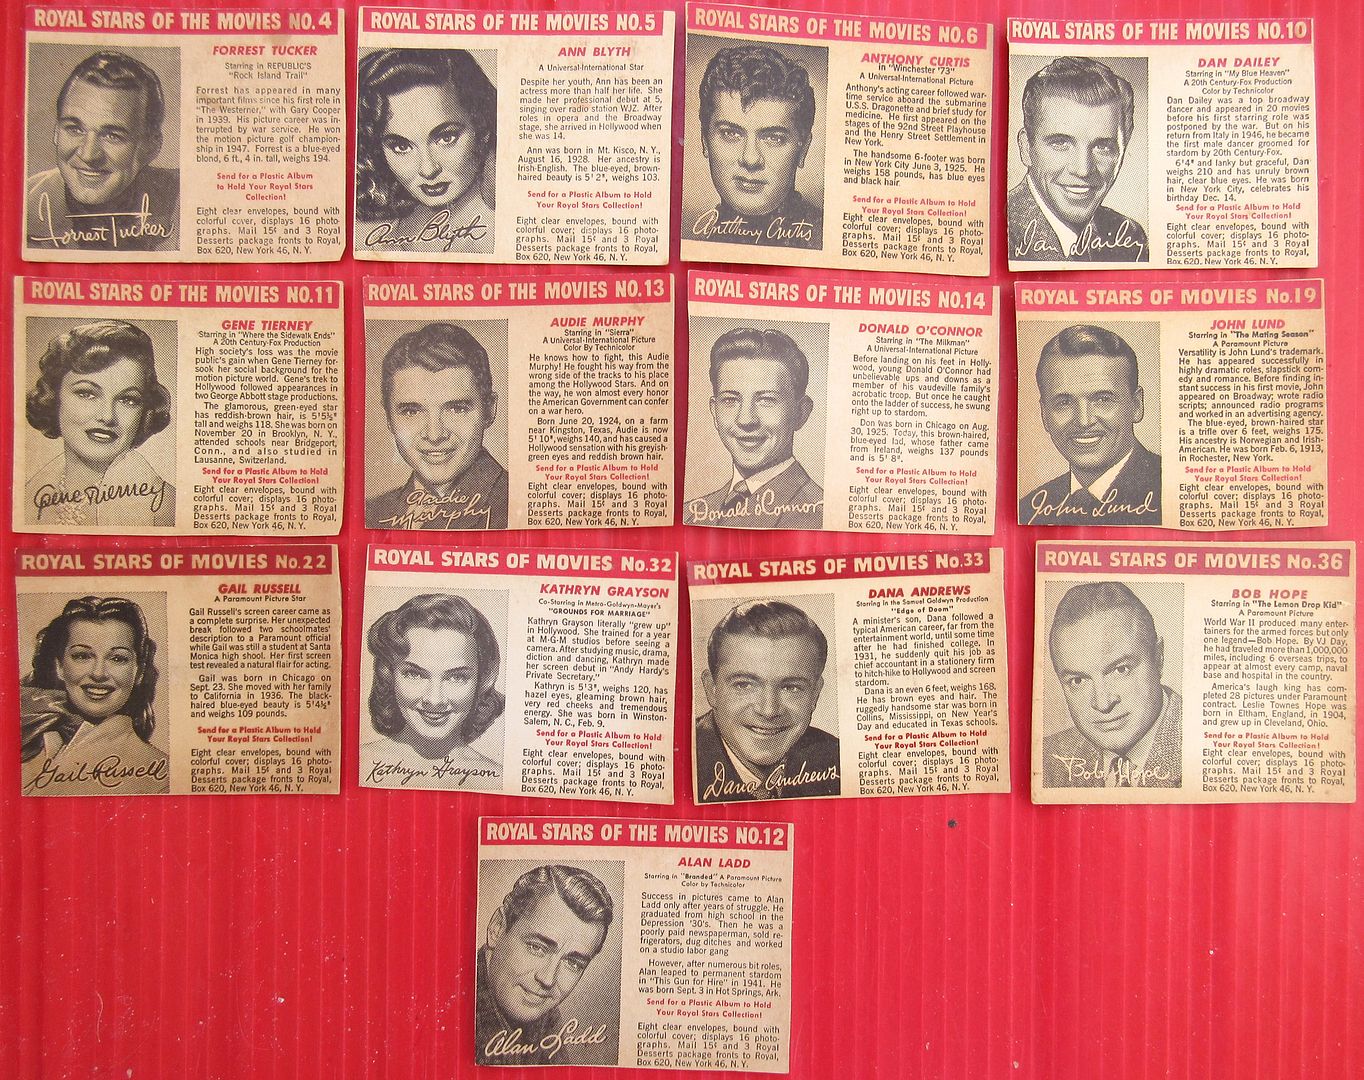 ROYAL STARS OF THE MOVIES NO.4
FORREST TUCKER
Starring in REPUBLIC'S
"Rock Island Trail"
Forrest has appeared in many
important films since his first role in
"The Westerner," with Gary Cooper
in 1939. His picture career was in-
terrupted by war service. He won
the motion picture golf champion-
ship in 1947. Forrest is a blue-eyed
blond, 6 ft., 4 in. tall, weighs 194.
Send for a Plastic Album
to Hold Your Royal Stars
Collection!
Eight clear envelopes, bound with
colorful cover, displays 16 photo-
graphs. Mail 15¢ and 3 Royal
Desserts package fronts to Royal,
Box 620, New York 46, N. Y.
Forrest Tucker
ROYAL STARS OF THE MOVIES NO.5
ANN BLYTH
A Universal-International Star
Despite her youth, Ann has been an
actress more than half her life. She
made her professional debut at 5,
singing over radio station WJZ. After
roles in opera and the Broadway
stage, she arrived in Hollywood when
she was 14.
Ann was born in Mt. Kisco, N. Y.,
August 16, 1928. Her ancestry is
Irish-English. The blue-eyed, brown-
haired beauty is 5' 2", weighs 103.
Send for a Plastic Album to Hold
Your Royal Stars Collection!
Eight clear envelopes, bound with
colorful cover; displays 16 photo-
graphs. Mail 15¢ and 3 Royal
Desserts package fronts to Royal,
Box 620, New York 46, N. Y.
Ann Blyth
ROYAL STARS OF THE MOVIES NO.6
ANTHONY CURTIS
in "Winchester '73"
A Universal-International Picture
Anthony's acting career followed war-
time service aboard the submarine
U.S.S. Dragonette and brief study for
medicine. He first appeared on the
stages of the 92nd Street Playhouse
and the Henry Street Settlement in
New York.
The handsome 6-footer was born
in New York City June 3, 1925. He
weighs 158 pounds, has blue eyes
and black hair
Send for a Plastic Album to Hold
Your Royal Stars Collection!
Eight clear envelopes, bound with
colorful cover; displays 16 photo-
graphs. Mail 15¢ and 3 Royal
Desserts package fronts to Royal,
Box 620, New York 46, N. Y.
Anthony Curtis
ROYAL STARS OF THE MOVIES NO.10
DAN DAILEY
Starring in "My Blue Heaven"
A 20th Century-Fox Production
Color by Technicolor
Dan Dailey was a top broadway
dancer and appeared in 20 movies
before his first starring role was
postponed by the war. But on his
return from Italy in 1946, he became
the first male dancer groomed for
stardom by 20th Century-Fox.
6'4" and lanky but graceful, Dan
weighs 210 and has unruly brown
hair, clear blue eyes. He was born
in New York City, celebrates his
birthday Dec. 14.
Send for a Plastic Album to Hold
Your Royal Stars Collection!
Eight clear envelopes, bound with
colorful cover; displays 16 photo-
graphs. Mail 15¢ and 3 Royal
Desserts package fronts to Royal,
Box 620, New York 46, N. Y.
Dan Dailey
ROYAL STARS OF THE MOVIES NO.11
GENE TIERNEY
Starring in "Where the Sidewalk Ends"
A 20th Century-Fox Production
High society's loss was the movie
public's gain when Gene Tierney for-
sook her social background for the
motion picture world. Gene's trek to
Hollywood followed appearances in
two George Abbott stage productions.
The glamorous, green-eyed star
has reddish-brown hair, is 5'5½"
tall and weighs 118. She was born on
November 20 in Brooklyn, N. Y.,
attended schools near Bridgeport,
Conn., and also studied in
Lausanne, Switzerland.
Send for a Plastic Album to Hold
Your Royal Stars Collection!
Eight clear envelopes, bound with
colorful cover; displays 16 photo-
graphs. Mail 15¢ and 3 Royal
Desserts package fronts to Royal,
Box 620, New York 46, N. Y.
Gene Tierney
ROYAL STARS OF THE MOVIES NO.13
AUDIE MURPHY
Starring in "Sierra"
A Universal-International Picture
Color By Technicolor
He knows how to fight, this Audie
Murphy! He fought his way from the
wrong side of the tracks to his place
among the Hollywood Stars. And on
the way, he won almost every honor
the American Government can confer
on a war hero.
Born June 20, 1924, on a farm
near Kingston, Texas, Audie is now
5' 10", weighs 140, and has caused a
Hollywood sensation with his greyish-
green eyes and reddish brown hair.
Send for a Plastic Album to Hold
Your Royal Stars Collection!
Eight clear envelopes, bound with
colorful cover; displays 16 photo-
graphs. Mail 15¢ and 3 Royal
Desserts package fronts to Royal,
Box 620, New York 46, N. Y.
Audie
Murphy
ROYAL STARS OF THE MOVIES NO.14
DONALD O'CONNOR
Starring in "The Milkman"
A Universal-International Picture
Before landing on his feet in Holly-
wood, young Donald O'Connor had
unbelievable ups and downs as a
member of his vaudeville family's
acrobatic troup. But once he caught
onto the ladder of success, he swung
right up to stardom.
Don was born in Chicago on Aug.
30, 1925. Today, this brown-haired,
blue-eyed lad, whose father came
from Ireland, weighs 137 pounds
and is 5' 8".
Send for a Plastic Album to Hold
Your Royal Stars Collection!
Eight clear envelopes, bound with
colorful cover; displays 16 photo-
graphs. Mail 15¢ and 3 Royal
Desserts package fronts to Royal,
Box 620, New York 46, N. Y.
Donald O'Connor
ROYAL STARS OF MOVIES No.19
JOHN LUND
Starring in "The Mating Season"
A Paramount Picture
Versatility is John Lund's trademark.
He has appeared successfully in
highly dramatic roles, slapstick com-
edy and romance. Before finding in-
stant success in his first movie, John
appeared on Broadway; wrote radio
scripts; announced radio programs
and worked in an advertising agency.
The blue-eyed, brown-haired star
is a trifle over 6 feet, weighs 175.
His ancestry is Norwegian and Irish-
American. He was born Feb. 6, 1913,
in Rochester, New York.
Send for a Plastic Album to Hold
Your Royal Stars Collection!
Eight clear envelopes, bound with
colorful cover; displays 16 photo-
graphs. Mail 15¢ and 3 Royal
Desserts package fronts to Royal,
Box 620, New York 46, N. Y.
John Lund
ROYAL STARS OF MOVIES No.22
GAIL RUSSELL
A Paramount Picture Star
Gail Russell's screen career came as
a complete surprise. Her unexpected
break followed two schoolmates'
description to a Paramount official
while Gail was still a student at Santa
Monica high shool. Her first screen
test revealed a natural flair for acting.
Gail was born in Chicago on
Sept. 23. She moved with her family
to California in 1936. The black-
haired blue-eyed beauty is 5'4½"
and weighs 109 pounds.
Send for a Plastic Album to Hold
Your Royal Stars Collection!
Eight clear envelopes, bound with
colorful cover; displays 16 photo-
graphs. Mail 15¢ and 3 Royal
Desserts package fronts to Royal,
Box 620, New York 46, N. Y.
Gail Russell
ROYAL STARS OF MOVIES No.32
KATHRYN GRAYSON
Co-Starring in Metro-Goldwyn-Mayer's
"GROUNDS FOR MARRIAGE"
Kathryn Grayson literally "grew up"
in Hollywood. She trained for a year
at M-G-M studios before seeing a
camera. After studying music, drama,
diction and dancing, Kathryn made
her screen debut in "Andy Hardy's
Private Secretary."
Kathryn is 5'3", weighs 120, has
hazel eyes, gleaming brown hair,
very red cheeks and tremendous
energy. She was born in Winston-
Salem, N. C., Feb. 9.
Send for a Plastic Album to Hold
Your Royal Stars Collection!
Eight clear envelopes, bound with
colorful cover; displays 16 photo-
graphs. Mail 15¢ and 3 Royal
Desserts package fronts to Royal,
Box 620, New York 46, N. Y.
Kathryn Grayson
ROYAL STARS OF MOVIES No.33
DANA ANDREWS
Starring in the Samuel Goldwyn Production
"Edge of Doom"
A minister's son, Dana followed a
typical American career, far from the
entertainment world, until some time
after he had finished college. In
1931, he suddenly quit his job as
chief accountant in a stationery firm
to hitch-hike to Hollywood and screen
stardom.
Dana is an even 6 feet, weighs 168.
He has brown eyes and hair. The
ruggedly handsome star was born in
Collins, Mississippi, on New Year's
Day and educated in Texas schools.
Send for a Plastic Album to Hold
Your Royal Stars Collection!
Eight clear envelopes, bound with
colorful cover; displays 16 photo-
graphs. Mail 15¢ and 3 Royal
Desserts package fronts to Royal,
Box 620, New York 46, N. Y.
Dana Andrews
ROYAL STARS OF MOVIES No.36
BOB HOPE
Starring in "The Lemon Drop Kid"
A Paramount Picture
World War II produced many enter-
tainers for the armed forces but only
one legend—Bob Hope. By VJ Day,
he had traveled more than 1,000,000
miles, including 6 overseas trips, to
appear at almost every camp, naval
base and hospital in the country.
America's laugh king has com-
pleted 28 pictures under Paramount
contract. Leslie Townes Hope was
born in Eltham, England, in 1904,
and grew up in Cleveland, Ohio.
Send for a Plastic Album to Hold
Your Royal Stars Collection!
Eight clear envelopes, bound with
colorful cover; displays 16 photo-
graphs. Mail 15¢ and 3 Royal
Desserts package fronts to Royal,
Box 620, New York 46, N. Y.
Bob Hope
ROYAL STARS OF THE MOVIES NO.12
ALAN LADD
Starring in "Branded" A Paramount Picture
Color by Technicolor
Success in pictures came to Alan
Ladd only after years of struggle. He
graduated from high school in the
Depression '30's. Then he was a
poorly paid newspaperman, sold re-
frigerators, dug ditches and worked
on a studio labor gang
However, after numerous bit roles,
Alan leaped to permanent stardom
in "This Gun for Hire" in 1941. He
was born Sept. 3 in Hot Springs, Ark.
Send for a Plastic Album to Hold
Your Royal Stars Collection!
Eight clear envelopes, bound with
colorful cover; displays 16 photo-
graphs. Mail 15¢ and 3 Royal
Desserts package fronts to Royal,
Box 620, New York 46, N. Y.
Alan Ladd